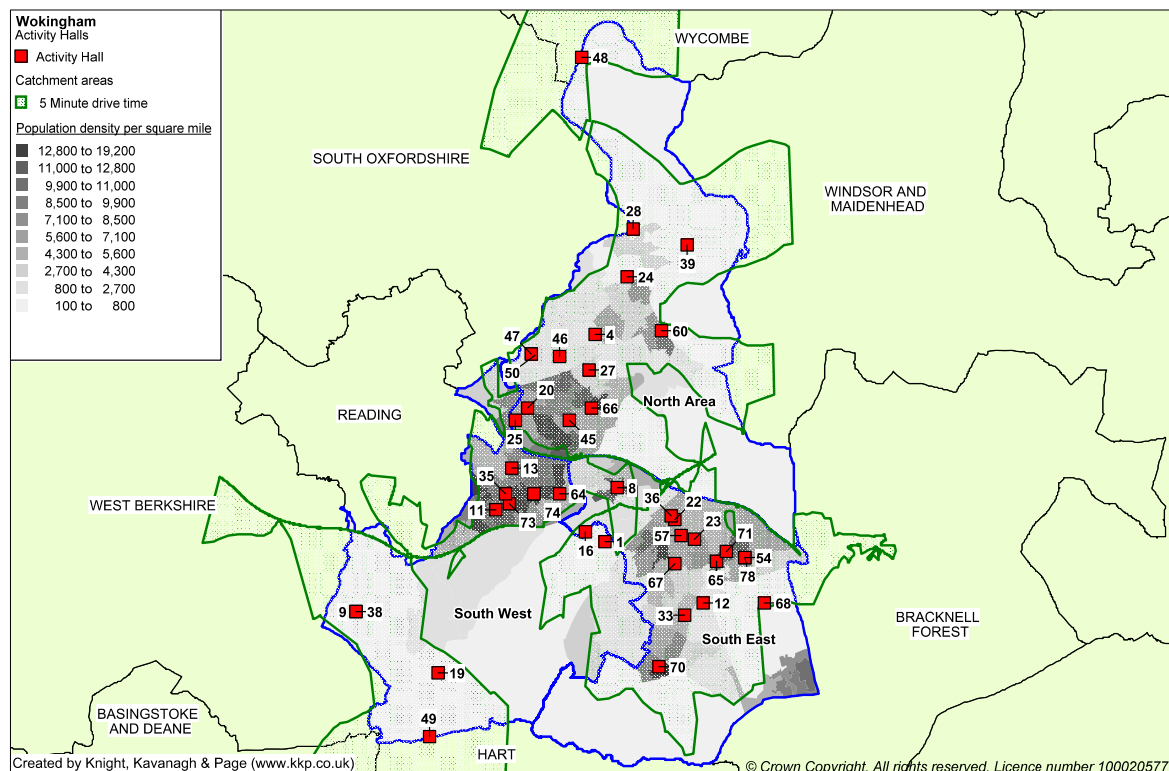 Wokingham
Activity Halls
Activity Hall
Catchment areas
5 Minute drive time
Population density per square mile
12,800 to 19,200
11,000 to 12,800
9,900 to 11,000
8,500 to 9,900
7,100 to 8,500
5,600 to 7,100
4,300 to 5,600
2,700 to 4,300
800 to 2,700
100 to 800
WYCOMBE
48
SOUTH OXFORDSHIRE
WINDSOR AND
MAIDENHEAD
28
39
24
60
4
47
46
50
27
20
North Area
66
READING
25
45
13
35
64
8
36
22
WEST BERKSHIRE
11
73
74
23
57
71
16
1
54
67
65
78
9
38
12
68
South West
33
BRACKNELL
FOREST
South East
70
19
BASINGSTOKE
AND DEANE
49
HART
Created by Knight, Kavanagh & Page (www.kkp.co.uk)
© Crown Copyright. All rights reserved. Licence number 100020577